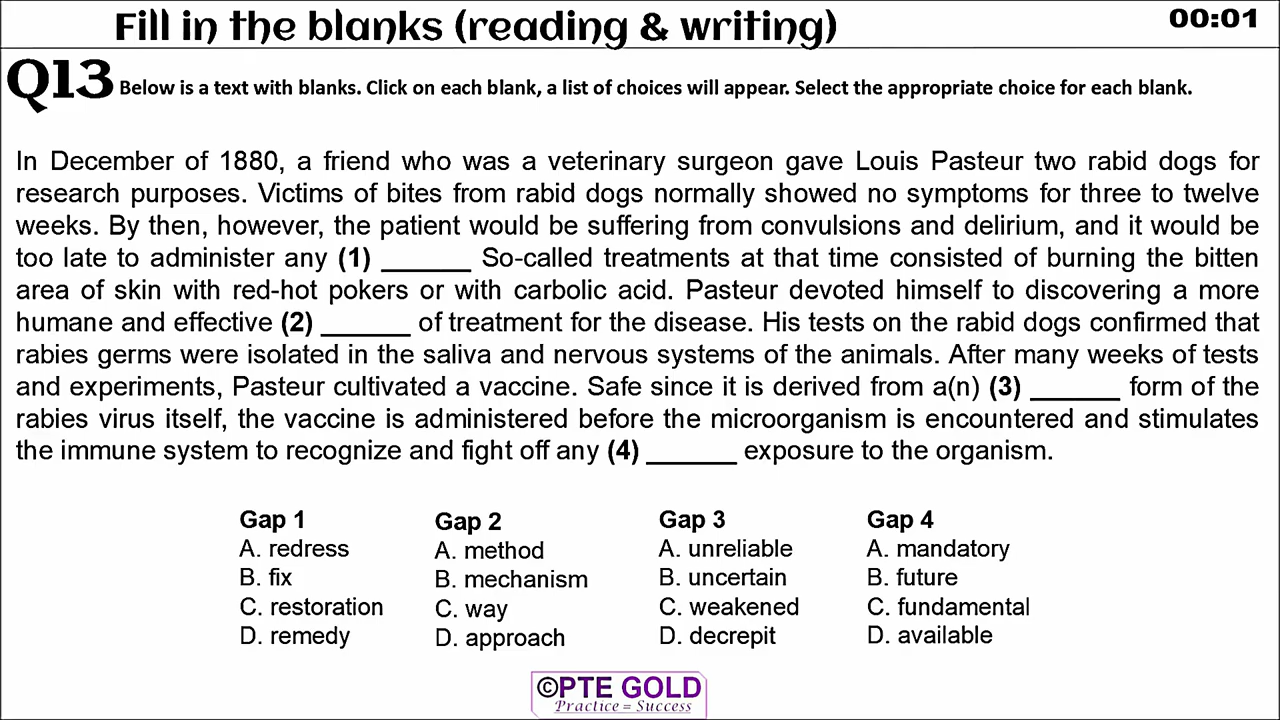 Fill in the blanks (reading & writing)
00:01
Q13 Below is a text with blanks. Click on each blank, a list of choices will appear. Select the appropriate choice for each blank.
In December of 1880, a friend who was a veterinary surgeon gave Louis Pasteur two rabid dogs for
research purposes. Victims of bites from rabid dogs normally showed no symptoms for three to twelve
weeks. By then, however, the patient would be suffering from convulsions and delirium, and it would be
too late to administer any (1) ______ So-called treatments at that time consisted of burning the bitten
area of skin with red-hot pokers or with carbolic acid. Pasteur devoted himself to discovering a more
humane and effective (2) ______ of treatment for the disease. His tests on the rabid dogs confirmed that
rabies germs were isolated in the saliva and nervous systems of the animals. After many weeks of tests
and experiments, Pasteur cultivated a vaccine. Safe since it is derived from a(n) (3) ______ form of the
rabies virus itself, the vaccine is administered before the microorganism is encountered and stimulates
the immune system to recognize and fight off any (4) ______ exposure to the organism.
Gap 1
A. redress
B. fix
C. restoration
D. remedy
Gap 2
A. method
B. mechanism
C. way
D. approach
Gap 3
A. unreliable
B. uncertain
C. weakened
D. decrepit
Gap 4
A. mandatory
B. future
C. fundamental
D. available
©PTE GOLD
Practice = Success